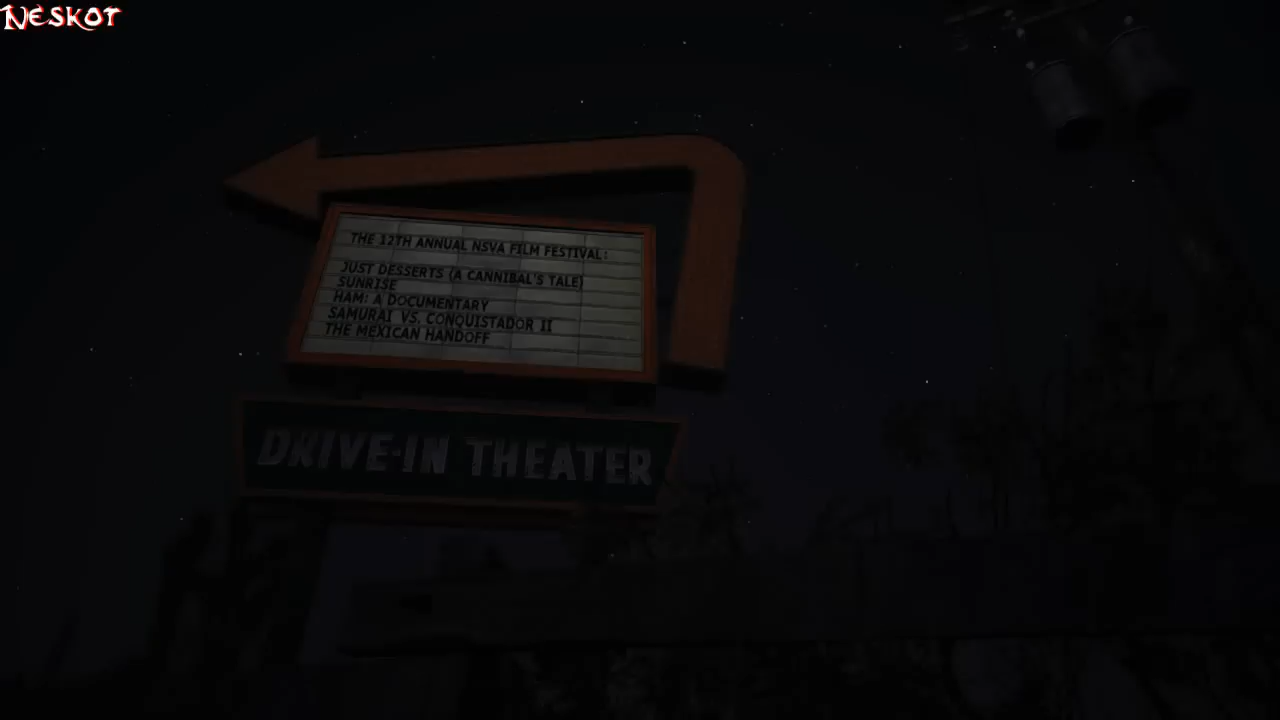 NESKOT
THE 12TH ANNUAL NSVA FILM FESTIVAL:
JUST DESSERTS (A CANNIBAL'S TALE)
SUNRISE
HAM: A DOCUMENTARY
SAMURAI VS. CONQUISTADOR II
THE MEXICAN HANDOFF
DRIVE-IN THEATER